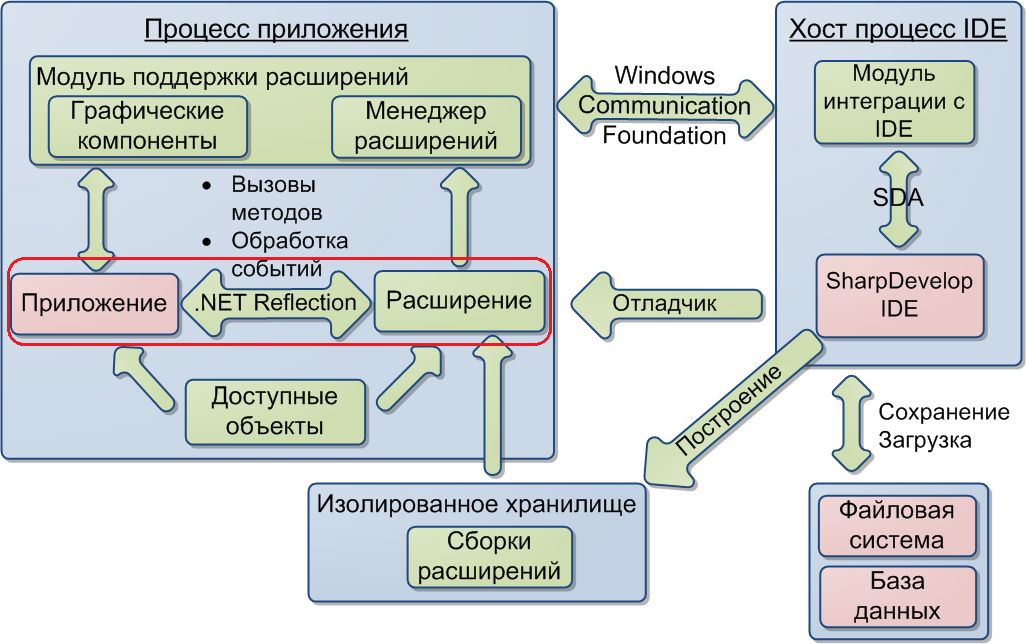 Процесс приложения
Модуль поддержки расширений
Графические
компоненты
Менеджер
расширений
Windows
Communication
Foundation
Хост процесс IDE
Модуль
интеграции с
IDE
SDA
SharpDevelop
IDE
• Вызовы
методов
• Обработка
событий
Приложение
.NET Reflection
Расширение
Отладчик
Доступные
объекты
Построение
Сохранение
Загрузка
Изолированное хранилище
Сборки
расширений
Файловая
система
База
данных